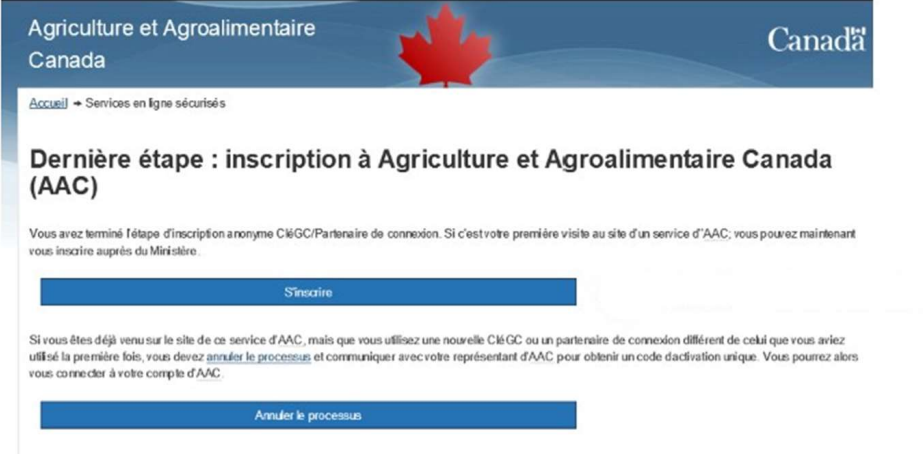 Agriculture et Agroalimentaire
Canada
Canada
Accueil ➔ Services en ligne sécurisés
Dernière étape : inscription à Agriculture et Agroalimentaire Canada
(AAC)
Vous avez terminé l'étape d'inscription anonyme CléGC/Partenaire de connexion. Si c'est votre première visite au site d'un service d''AAC; vous pouvez maintenant
vous inscrire auprès du Ministère.
S'inscrire
Si vous êtes déjà venu sur le site de ce service d'AAC, mais que vous utilisez une nouvelle CléGC ou un partenaire de connexion différent de celui que vous aviez
utilisé la première fois, vous devez annuler le processus et communiquer avec votre représentant d'AAC pour obtenir un code dactivation unique. Vous pourrez alors
vous connecter à votre compte d'AAC.
Annuler le processus